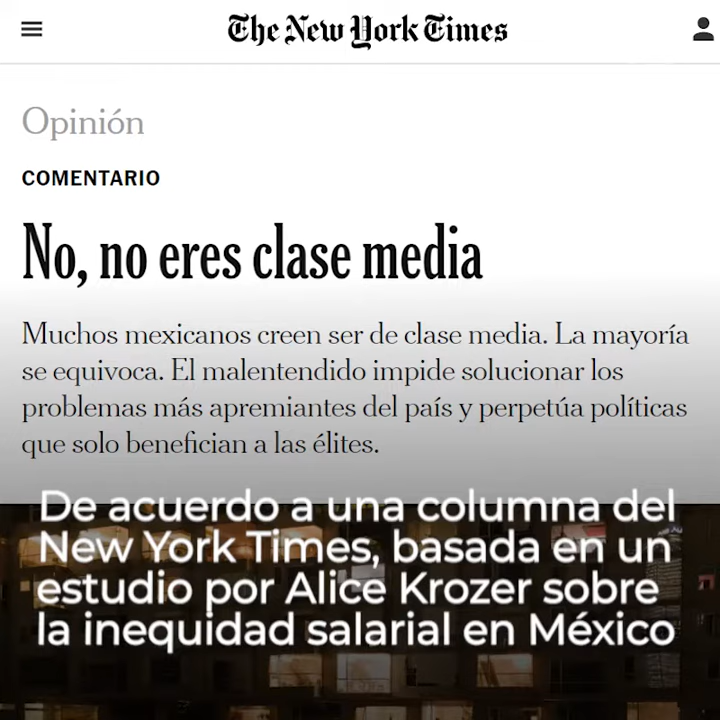 The New York Times
Opinión
COMENTARIO
No, no eres clase media
Muchos mexicanos creen ser de clase media. La mayoría
se equivoca. El malentendido impide solucionar los
problemas más apremiantes del país y perpetúa políticas
que solo benefician a las élites.
De acuerdo a una columna del
New York Times, basada en un
estudio por Alice Krozer sobre
la inequidad salarial en México